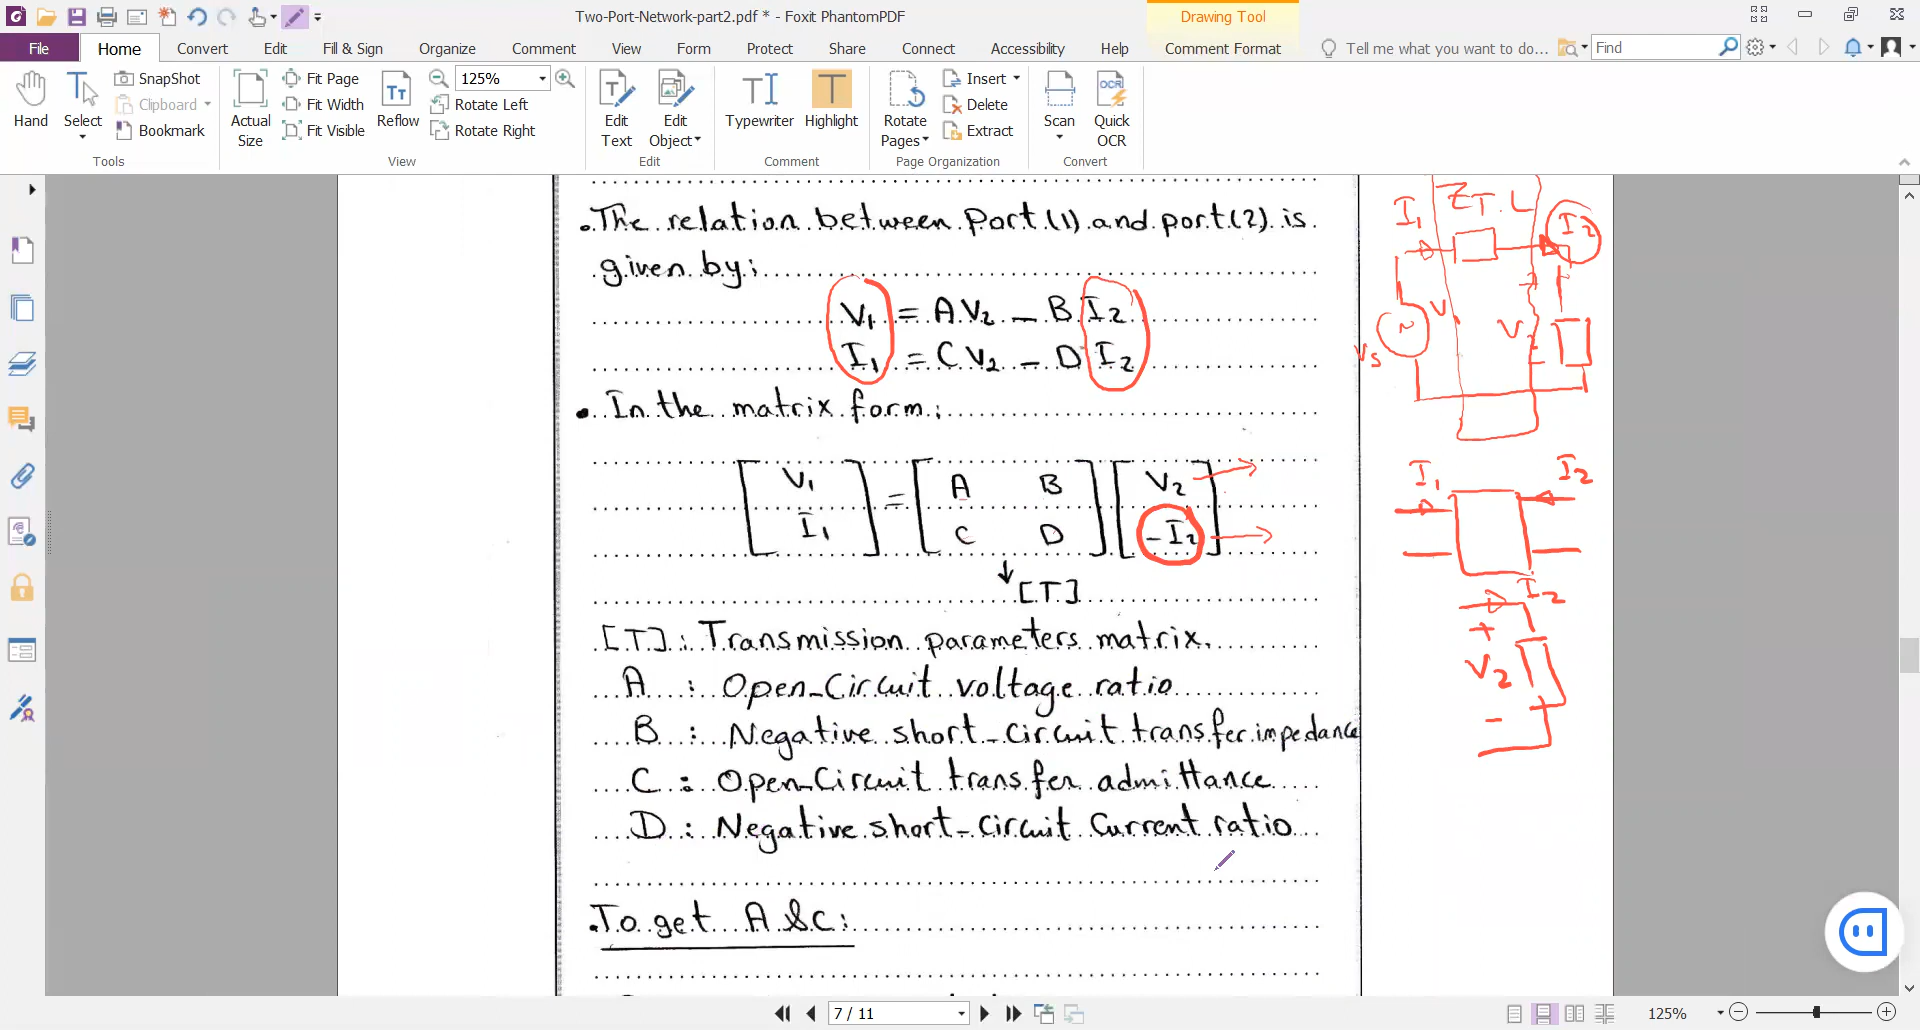 Two-Port-Network-part2.pdf * - Foxit PhantomPDF
Drawing Tool
File Home Convert Edit Fill & Sign Organize Comment View Form Protect Share Connect Accessibility Help Comment Format Tell me what you want to do... Find
Hand
Select
SnapShot
Clipboard
Bookmark
Tools
Actual Size
Fit Page
Fit Width
Fit Visible
Reflow
125%
Rotate Left
Rotate Right
View
Edit Text
Edit Object
Edit
Typewriter
Highlight
Comment
Rotate Pages
Insert
Delete
Extract
Page Organization
Scan
OCR
Quick OCR
Convert
. The relation between Port (1) and port (2) is
given by:
V1 = A V2 - B I2
I1 = C V2 - D I2
• In the matrix form:
V1 = A B V2
I1 C D -I2
↓ [T]
[T]: Transmission parameters matrix.
A : Open-Circuit voltage ratio
B : Negative short-circuit transfer impedance
C : Open-Circuit transfer admittance
D : Negative short-circuit Current ratio
. To get A & C:
I1 ZT.L I2
Vs V1 V2
I1 I2
I2
+
V2
-
7 / 11
125%